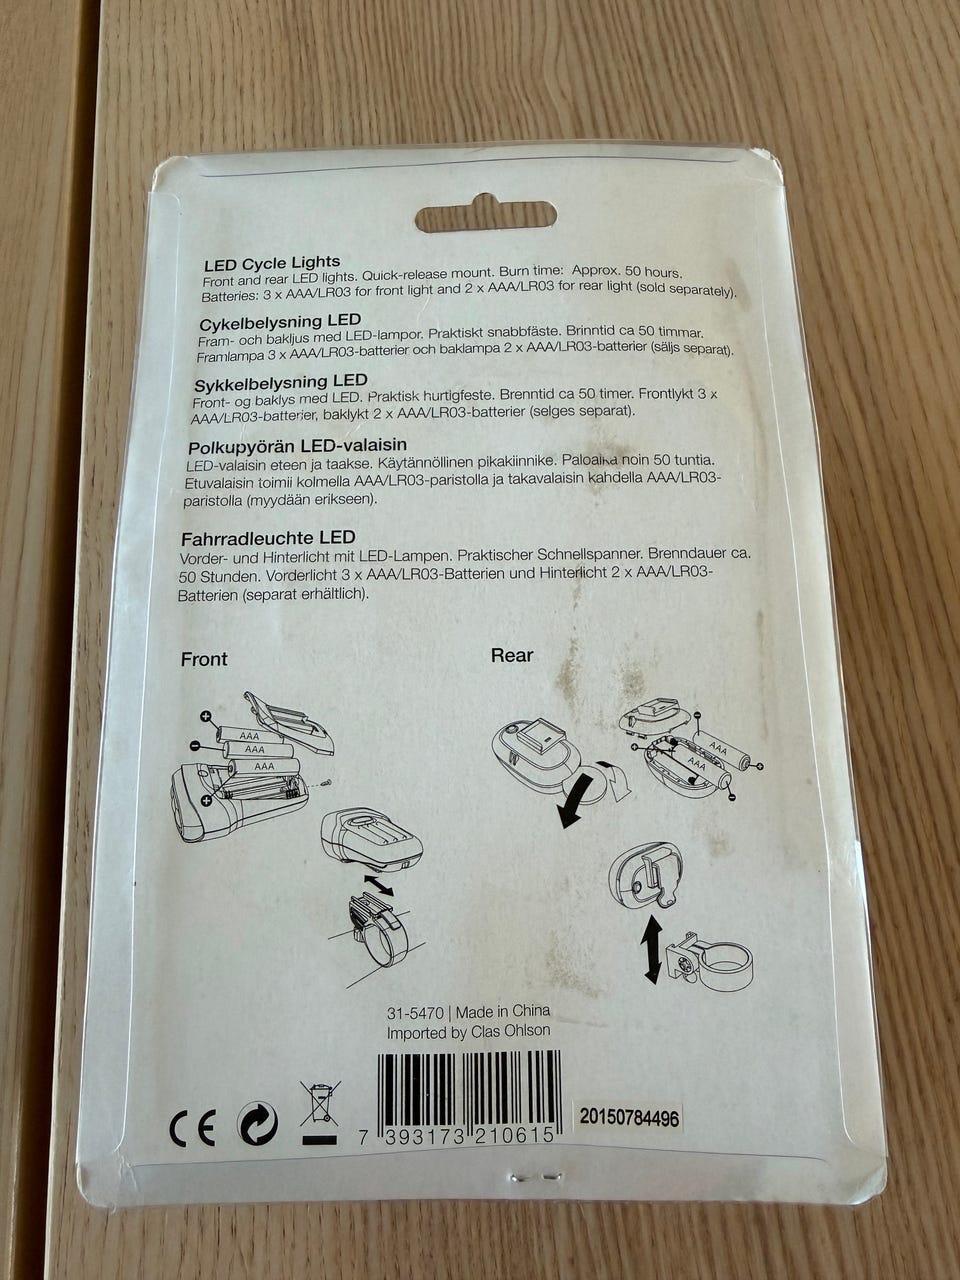 LED Cycle Lights
Front and rear LED lights. Quick-release mount. Burn time: Approx. 50 hours.
Batteries: 3 x AAA/LR03 for front light and 2 x AAA/LR03 for rear light (sold separately).
Cykelbelysning LED
Fram- och bakljus med LED-lampor. Praktiskt snabbfäste. Brinntid ca 50 timmar.
Framlampa 3 x AAA/LR03-batterier och baklampa 2 x AAA/LR03-batterier (säljs separat).
Sykkelbelysning LED
Front- og baklys med LED. Praktisk hurtigfeste. Brenntid ca 50 timer. Frontlykt 3 x
AAA/LR03-batterier, baklykt 2 x AAA/LR03-batterier (selges separat).
Polkupyörän LED-valaisin
LED-valaisin eteen ja taakse. Käytännöllinen pikakiinnike. Paloaika noin 50 tuntia.
Etuvalaisin toimii kolmella AAA/LR03-paristolla ja takavalaisin kahdella AAA/LR03-
paristolla (myydään erikseen).
Fahrradleuchte LED
Vorder- und Hinterlicht mit LED-Lampen. Praktischer Schnellspanner. Brenndauer ca.
50 Stunden. Vorderlicht 3 x AAA/LR03-Batterien und Hinterlicht 2 x AAA/LR03-
Batterien (separat erhältlich).
Front
AAA
AAA
AAA
Rear
AAA
AAA
31-5470 | Made in China
Imported by Clas Ohlson
CE
7 393173 210615
20150784496